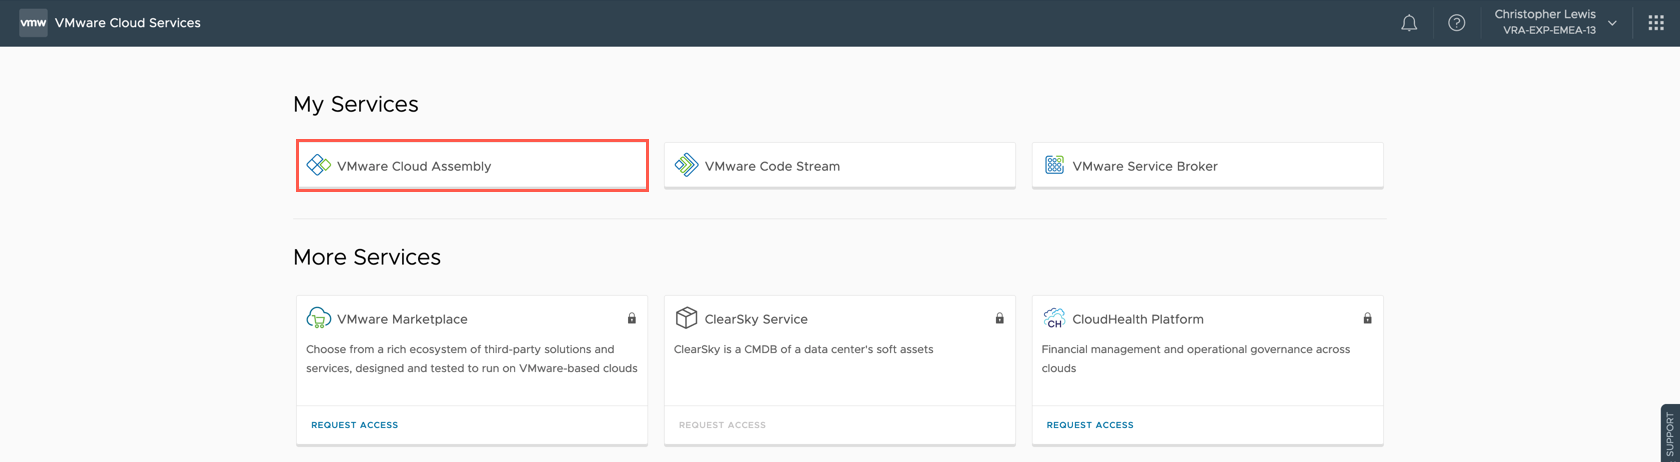 vmw VMware Cloud Services
Christopher Lewis
VRA-EXP-EMEA-13
My Services
VMware Cloud Assembly
VMware Code Stream
VMware Service Broker
More Services
VMware Marketplace
Choose from a rich ecosystem of third-party solutions and
services, designed and tested to run on VMware-based clouds
REQUEST ACCESS
ClearSky Service
ClearSky is a CMDB of a data center's soft assets
REQUEST ACCESS
CH CloudHealth Platform
Financial management and operational governance across
clouds
REQUEST ACCESS
SUPPORT